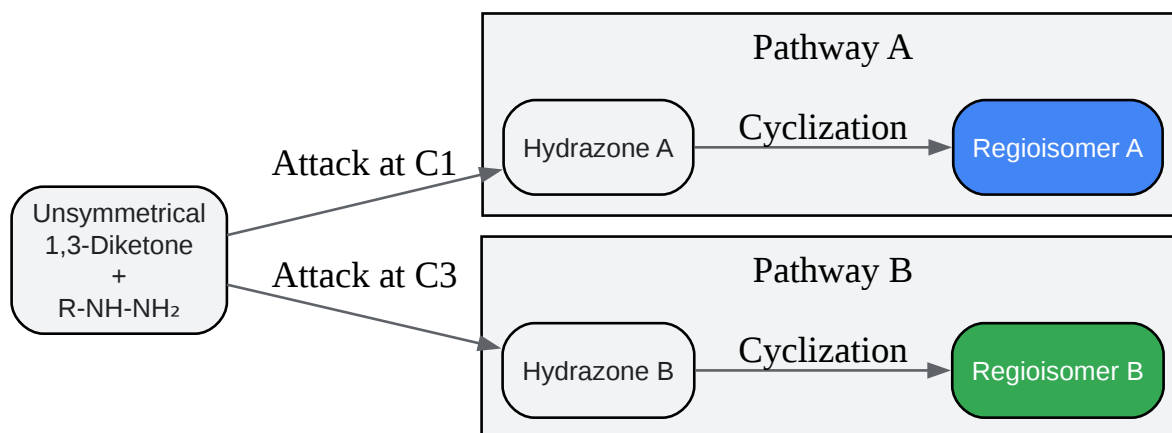 Pathway A
Hydrazone A
Cyclization
Regioisomer A
Attack at C1
Unsymmetrical
1,3-Diketone
+
R-NH-NH₂
Attack at C3
Pathway B
Hydrazone B
Cyclization
Regioisomer B